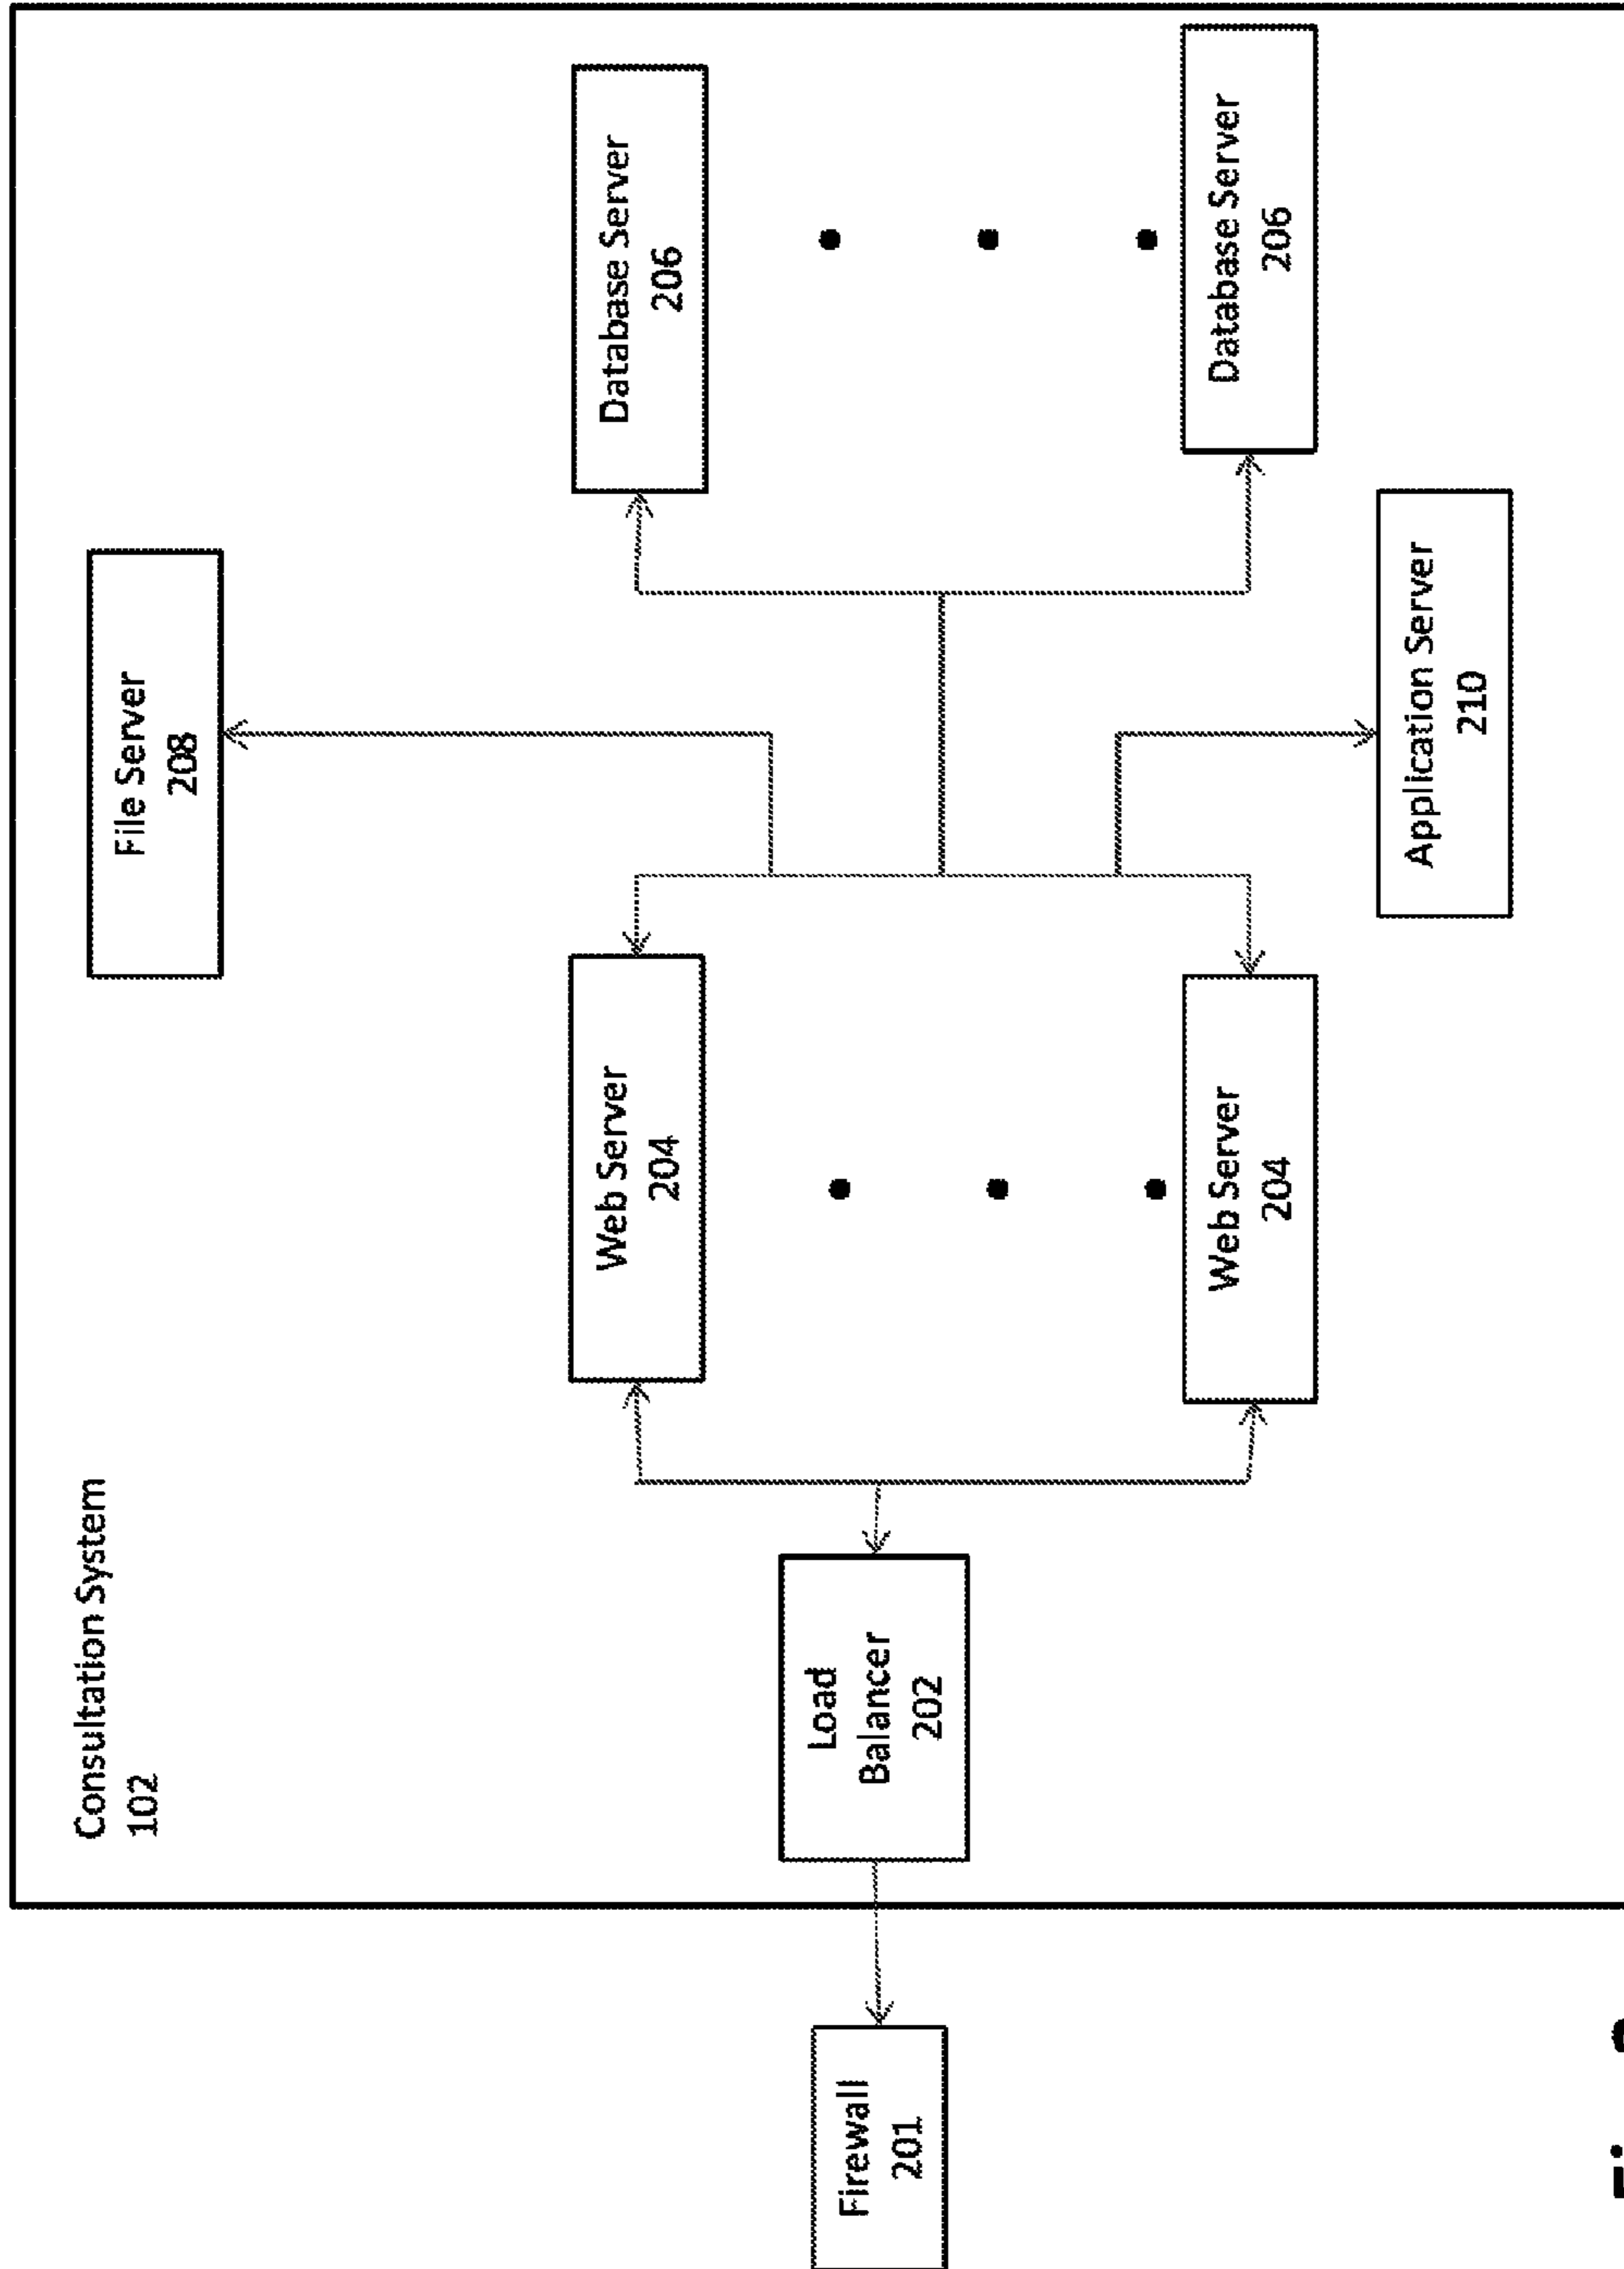 Consultation System
102
File Server
208
Firewall
201
Load
Balancer
202
Web Server
204
Database Server
206
Web Server
204
Database Server
206
Application Server
210